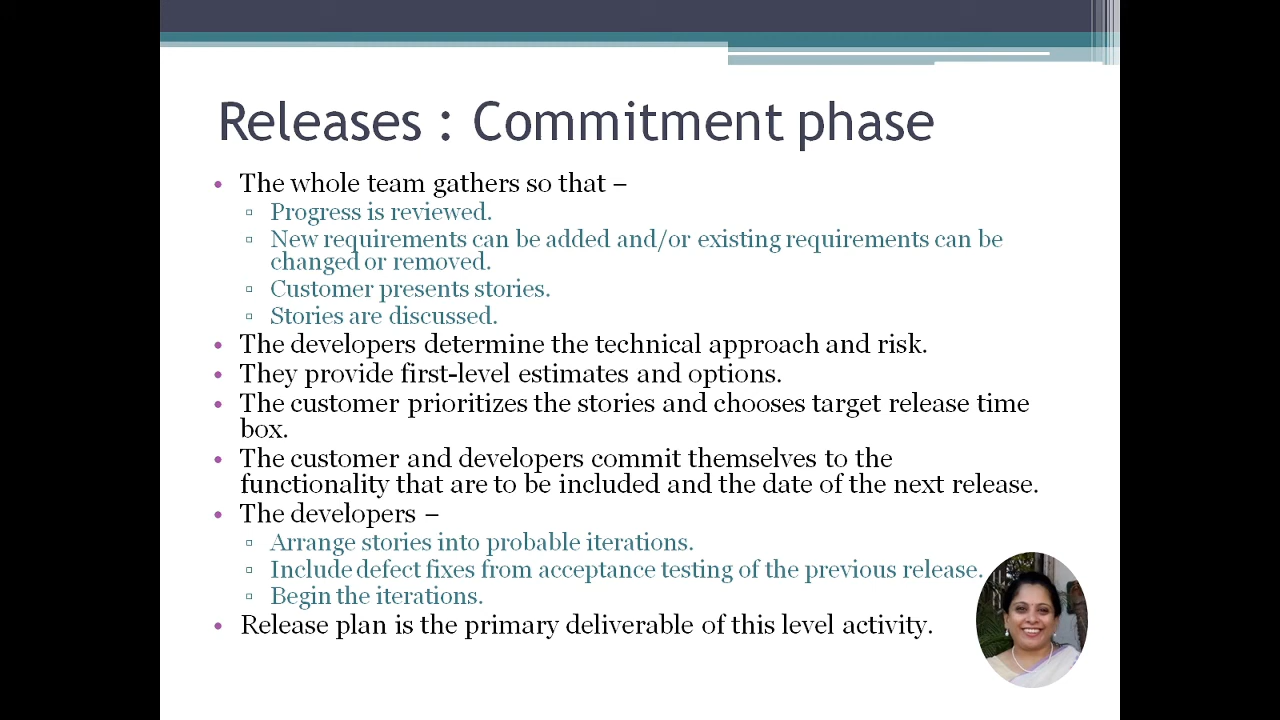 Releases : Commitment phase
• The whole team gathers so that –
▫ Progress is reviewed.
▫ New requirements can be added and/or existing requirements can be
changed or removed.
▫ Customer presents stories.
▫ Stories are discussed.
• The developers determine the technical approach and risk.
• They provide first-level estimates and options.
• The customer prioritizes the stories and chooses target release time
box.
• The customer and developers commit themselves to the
functionality that are to be included and the date of the next release.
• The developers –
▫ Arrange stories into probable iterations.
▫ Include defect fixes from acceptance testing of the previous release.
▫ Begin the iterations.
• Release plan is the primary deliverable of this level activity.